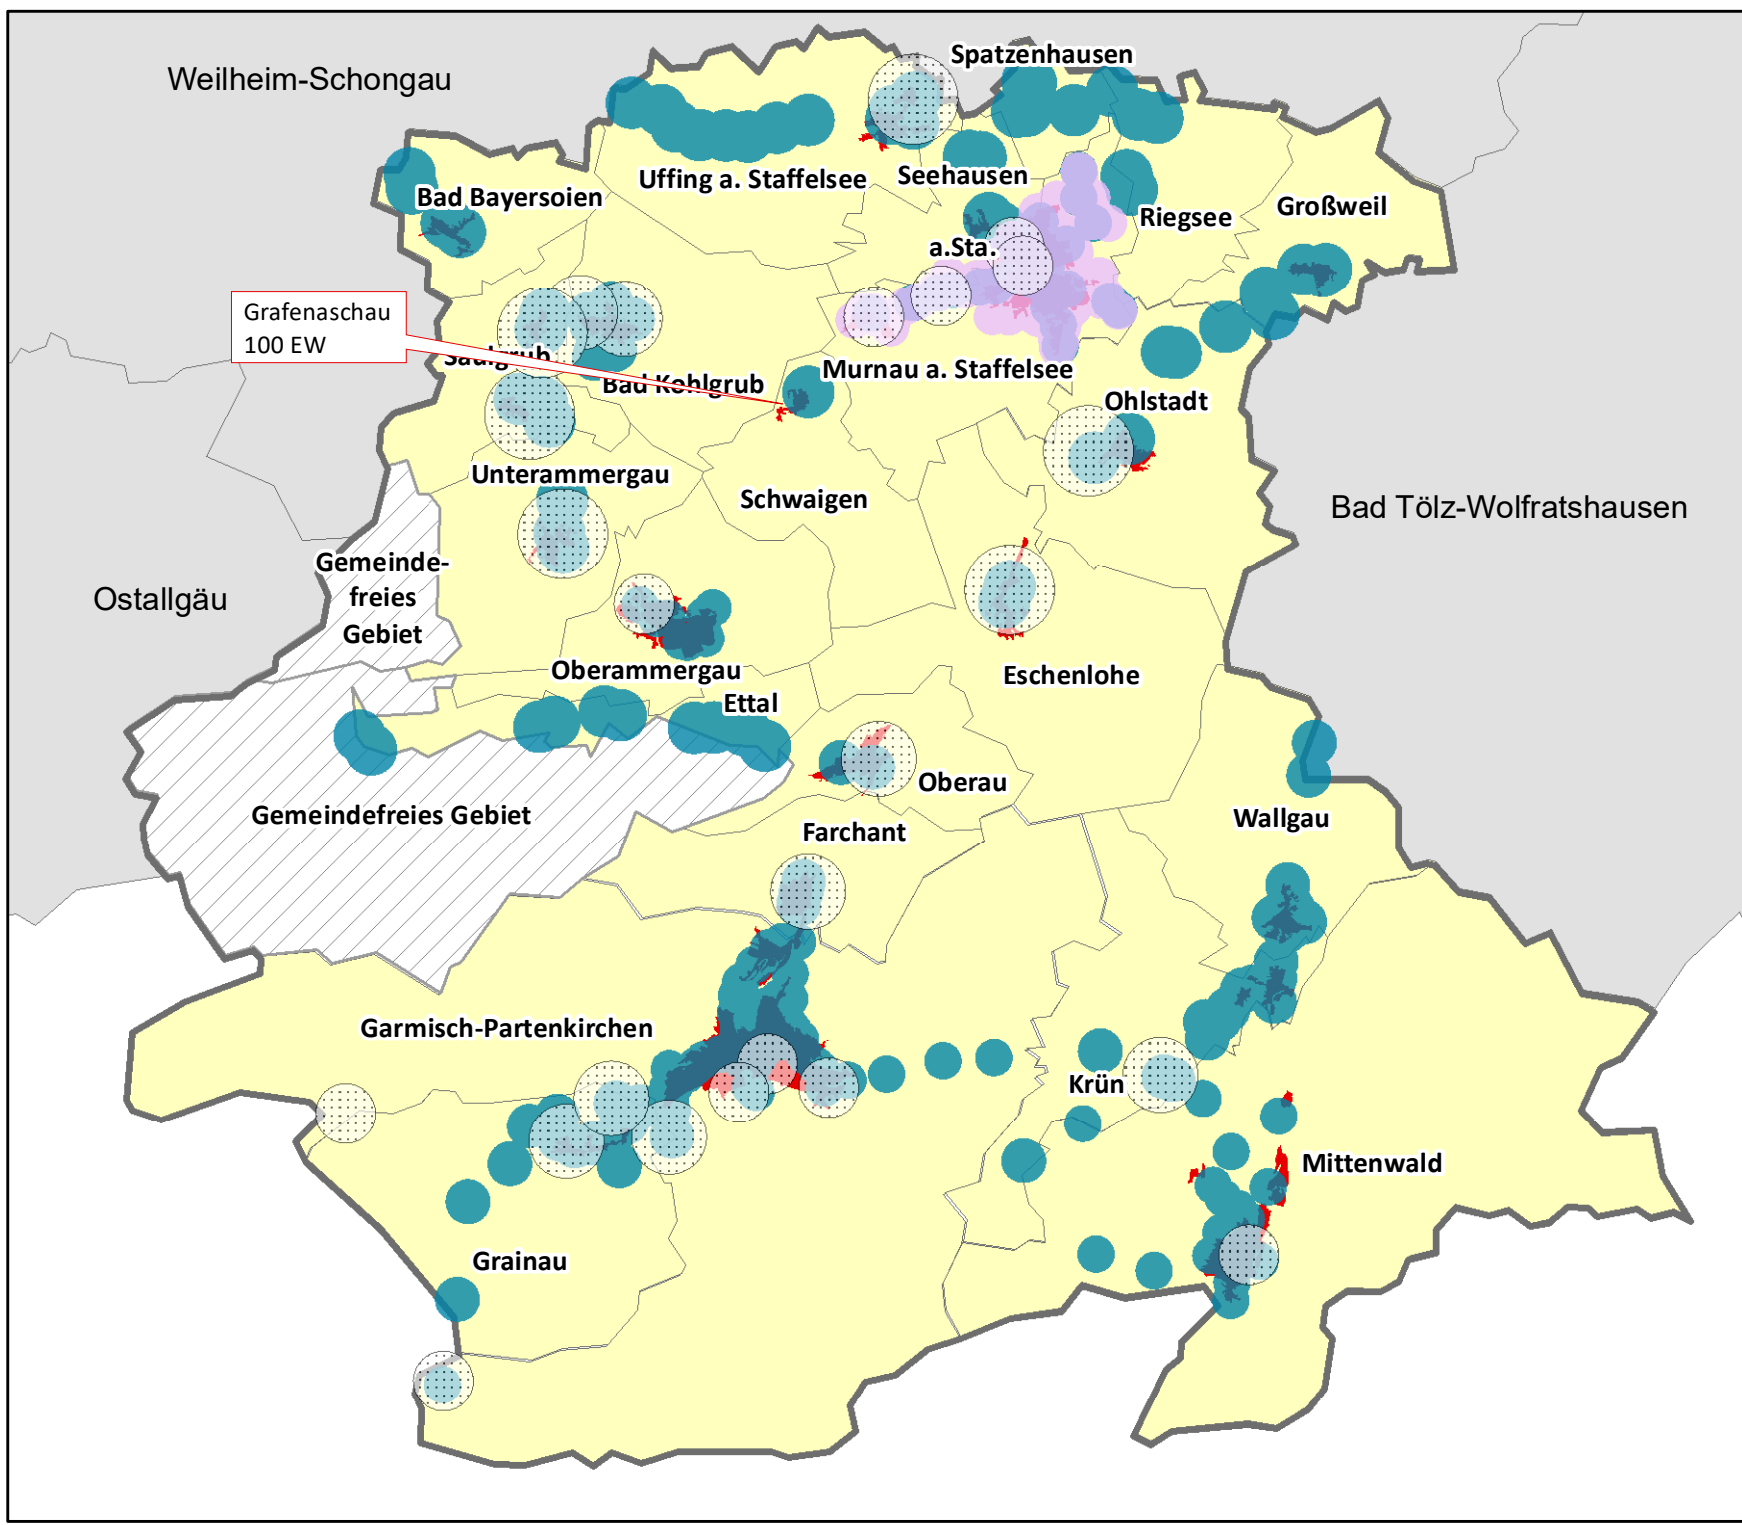 Spatzenhausen
Weilheim-Schongau
Uffing a. Staffelsee
Seehausen
Bad Bayersoien
Großweil
Riegsee
a.Sta.
Grafenaschau
100 EW
Saulgrub
Bad Kohlgrub
Murnau a. Staffelsee
Ohlstadt
Unterammergau
Schwaigen
Bad Tölz-Wolfratshausen
Gemeinde-
freies
Gebiet
Ostallgäu
Oberammergau
Eschenlohe
Ettal
Oberau
Gemeindefreies Gebiet
Wallgau
Farchant
Garmisch-Partenkirchen
Krün
Mittenwald
Grainau